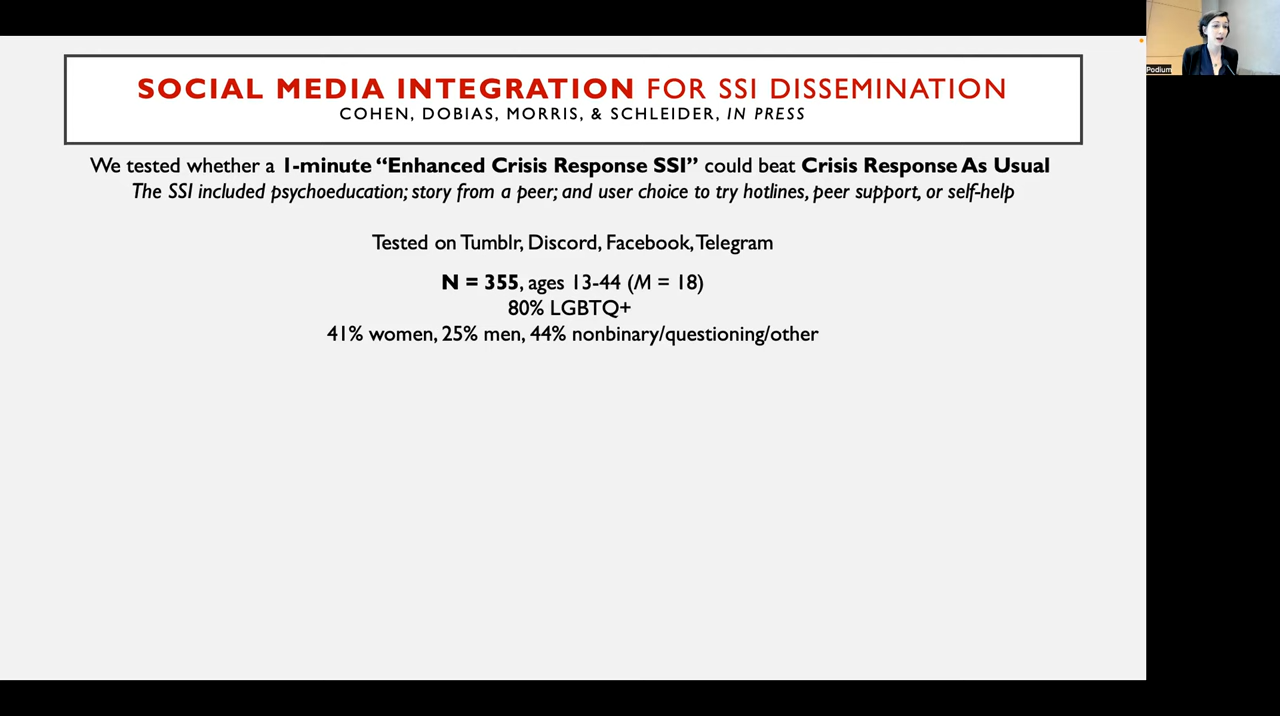 SOCIAL MEDIA INTEGRATION FOR SSI DISSEMINATION
COHEN, DOBIAS, MORRIS, & SCHLEIDER, IN PRESS
We tested whether a 1-minute “Enhanced Crisis Response SSI” could beat Crisis Response As Usual
The SSI included psychoeducation; story from a peer; and user choice to try hotlines, peer support, or self-help
Tested on Tumblr, Discord, Facebook, Telegram
N = 355, ages 13-44 (M = 18)
80% LGBTQ+
41% women, 25% men, 44% nonbinary/questioning/other
Podium